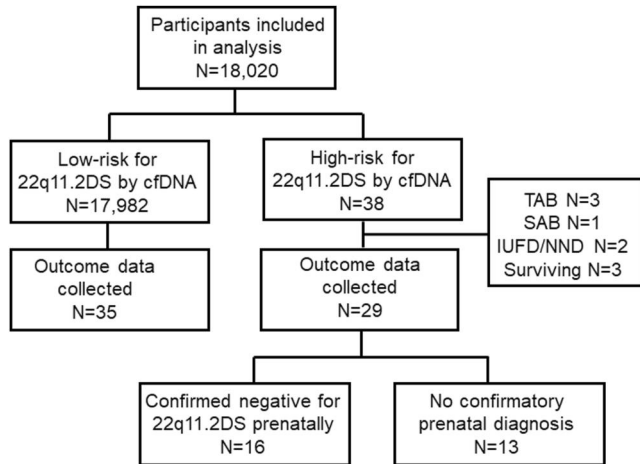 Participants included
in analysis
N=18,020
Low-risk for
22q11.2DS by cfDNA
N=17,982
High-risk for
22q11.2DS by cfDNA
N=38
TAB N=3
SAB N=1
IUFD/NND N=2
Surviving N=3
Outcome data
collected
N=35
Outcome data
collected
N=29
Confirmed negative for
22q11.2DS prenatally
N=16
No confirmatory
prenatal diagnosis
N=13